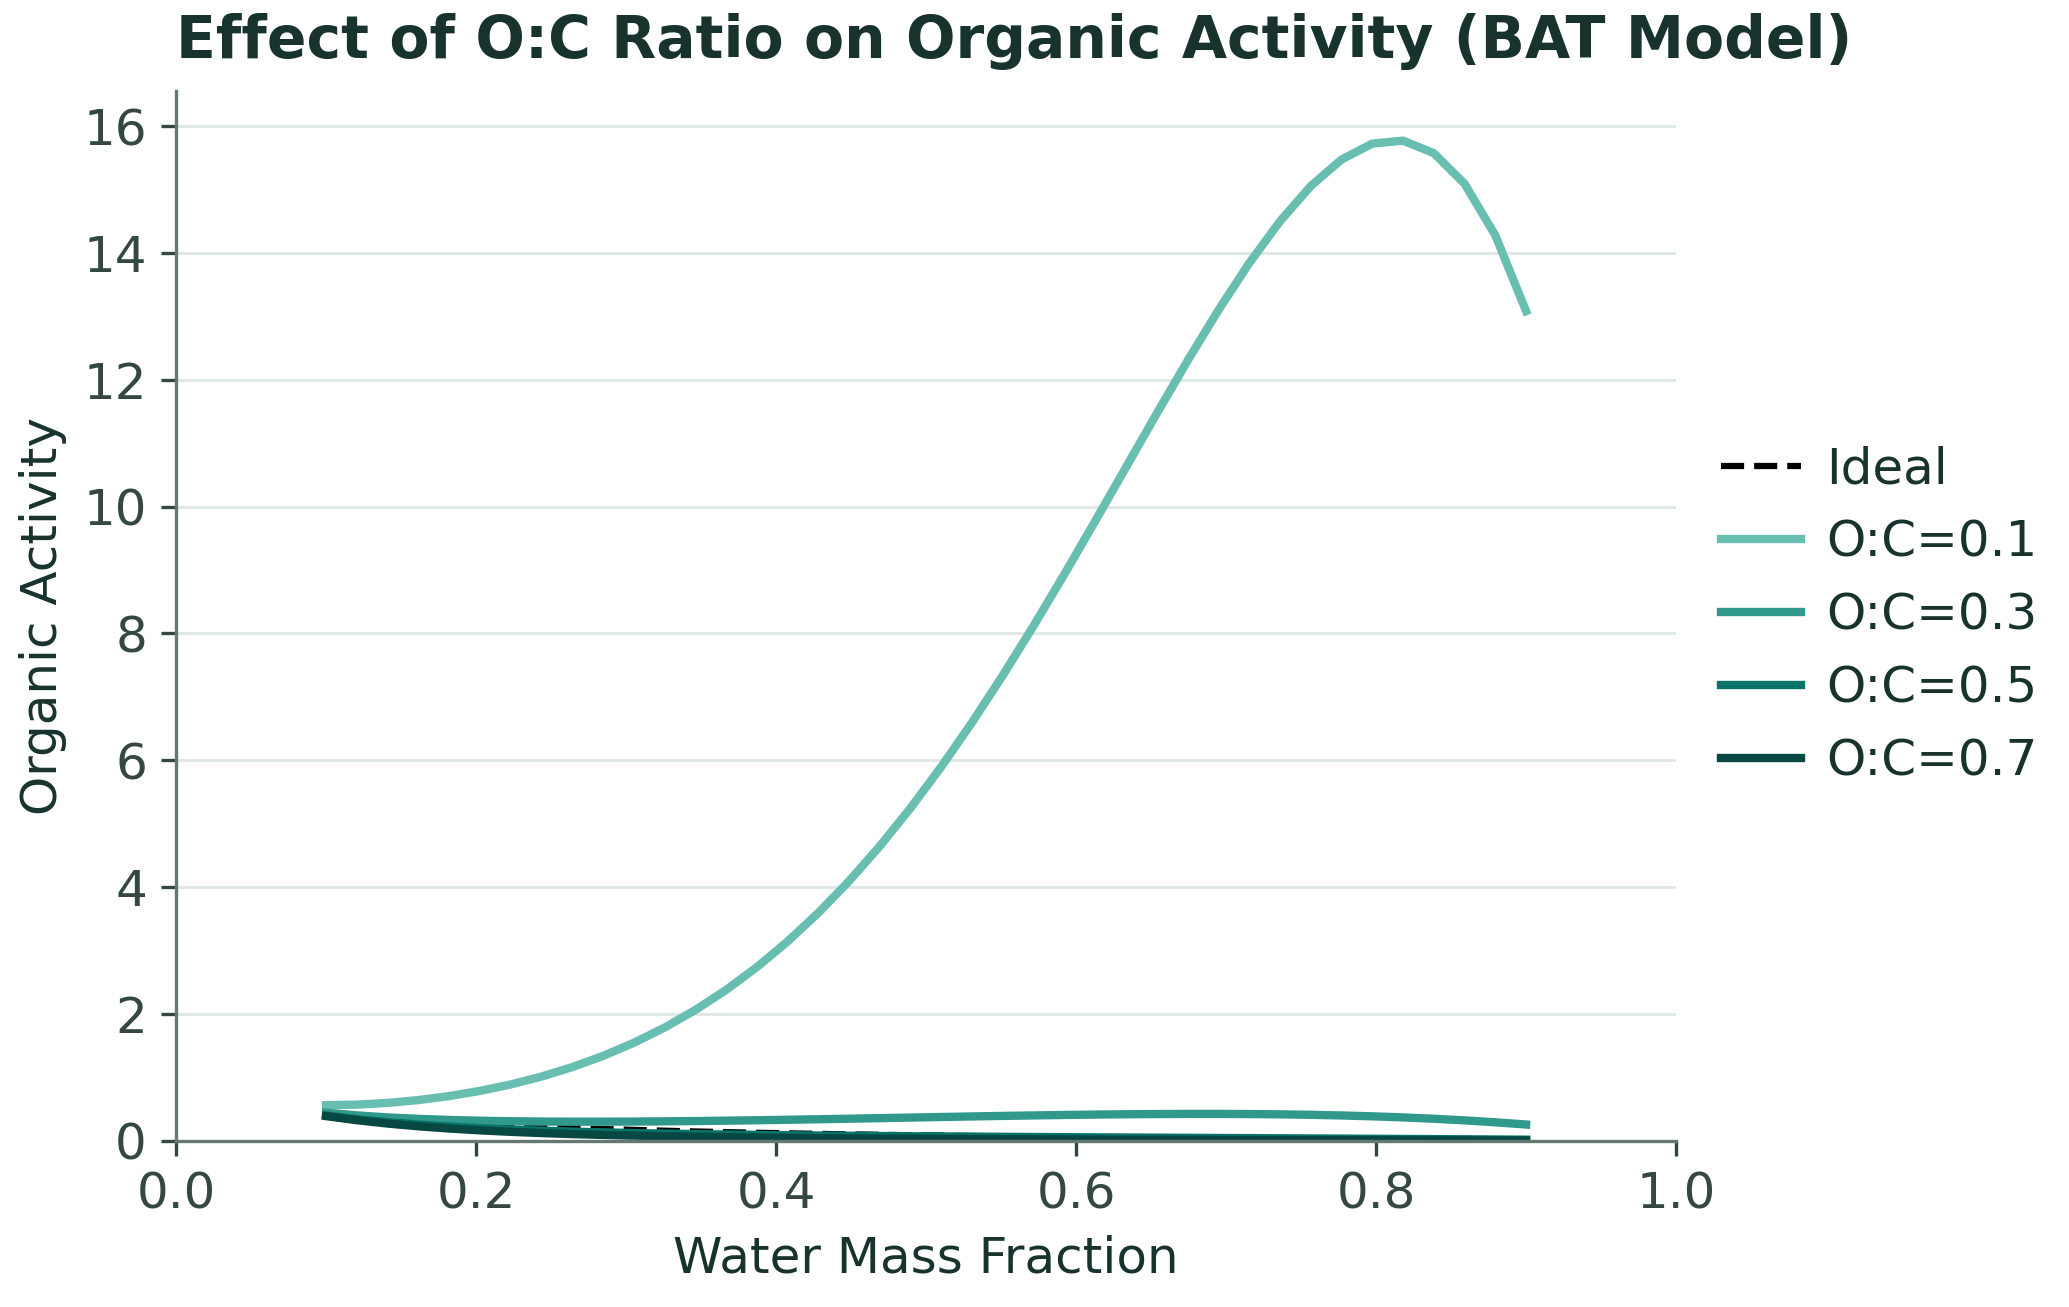 Effect of O:C Ratio on Organic Activity (BAT Model)
16
14
12
10
8
6
4
2
0
Organic Activity
0.0 0.2 0.4 0.6 0.8 1.0
Water Mass Fraction
Ideal
O:C=0.1
O:C=0.3
O:C=0.5
O:C=0.7